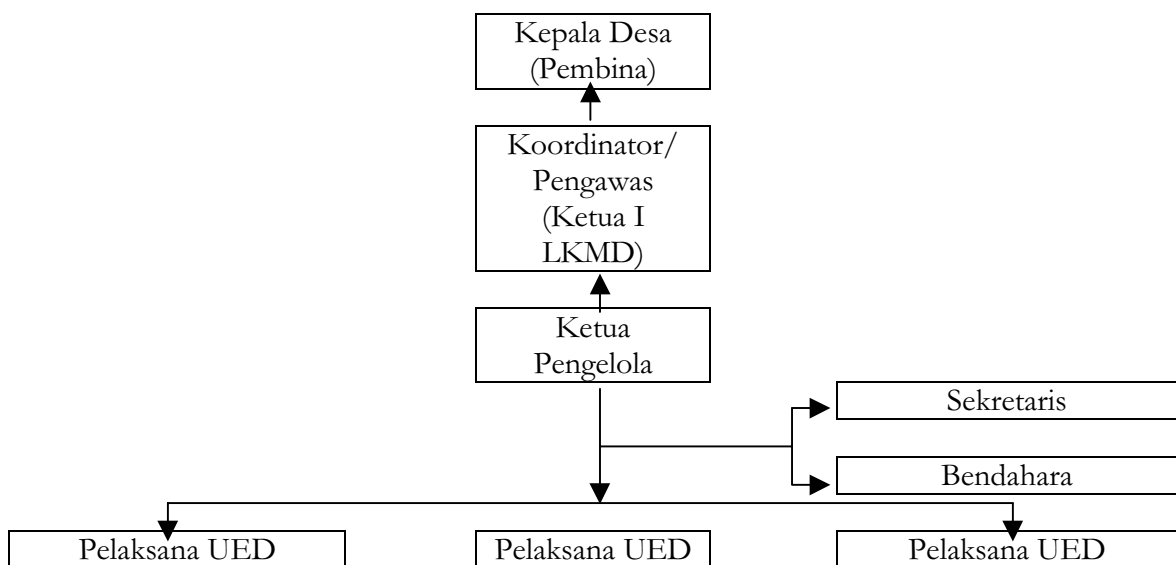 Kepala Desa
(Pembina)
Koordinator/
Pengawas
(Ketua I
LKMD)
Ketua
Pengelola
Sekretaris
Bendahara
Pelaksana UED
Pelaksana UED
Pelaksana UED